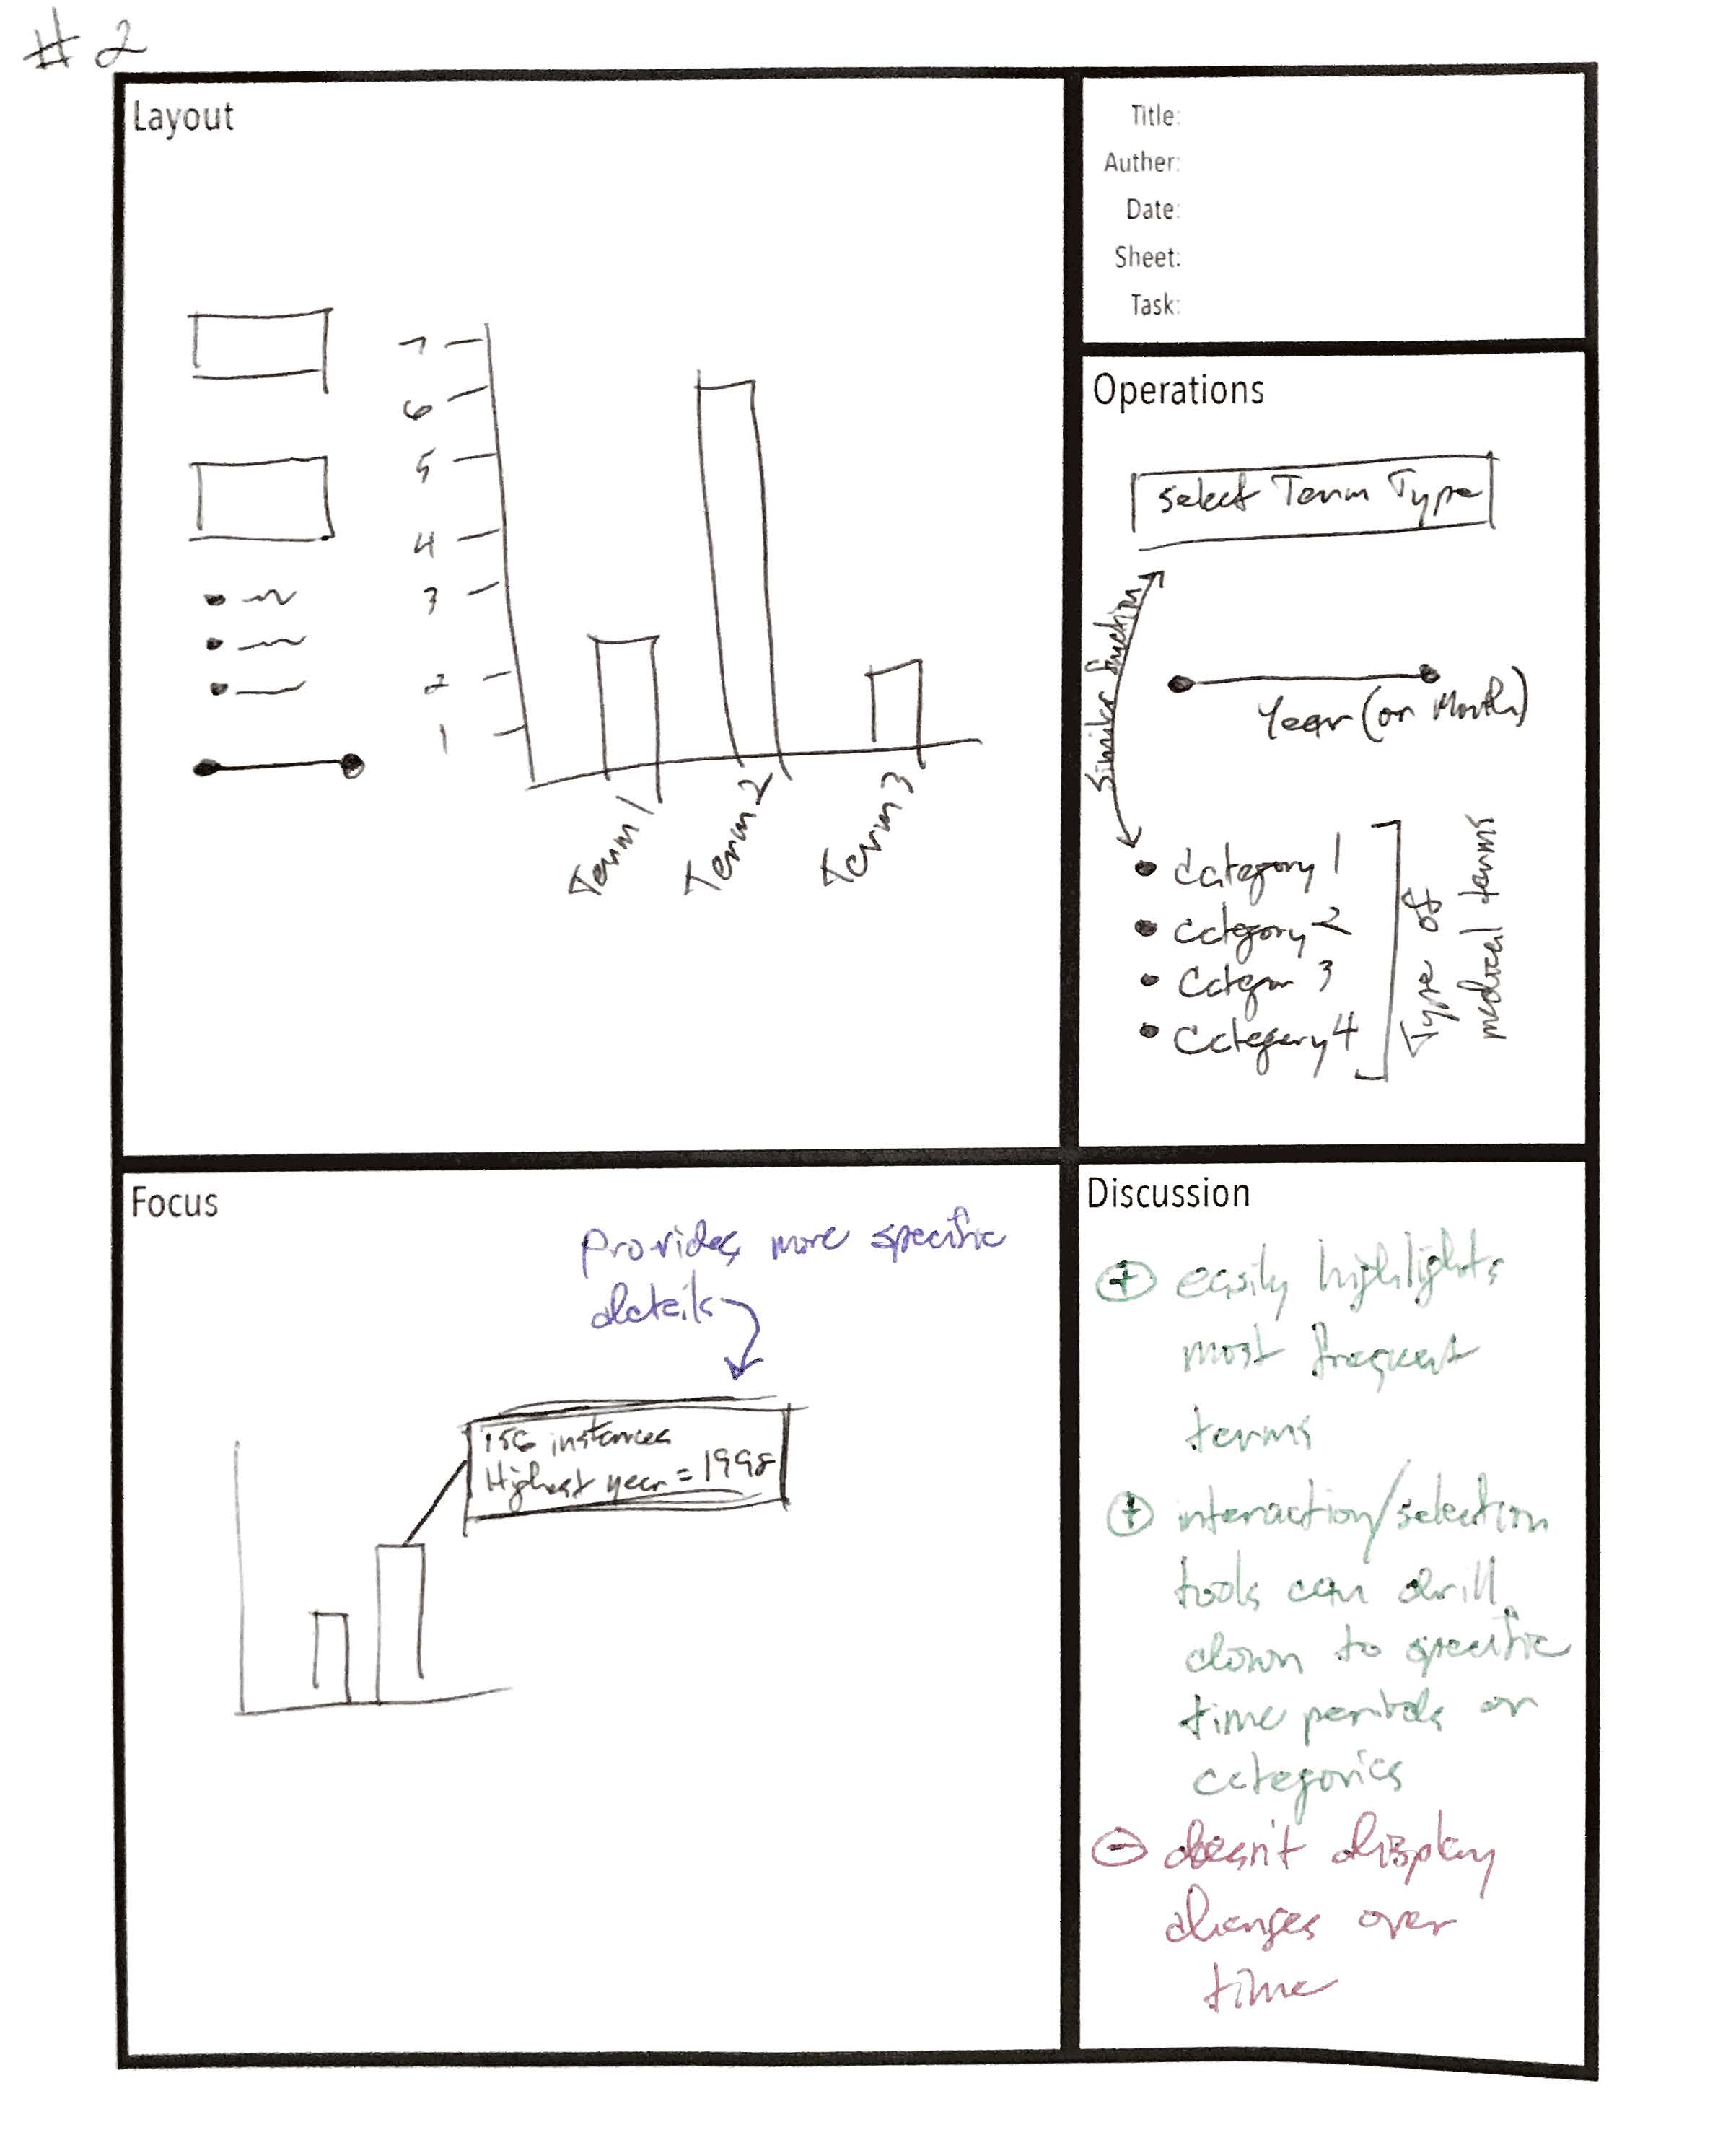 #2
Layout
7
6
5
4
3
2
1
Term 1
Term 2
Term 3
Title:
Auther:
Date:
Sheet:
Task:
Operations
Select Term Type
Similar function
Year (or Month)
Category 1
Category 2
Category 3
Category 4
Type of
medical terms
Focus
provides more specific
details
156 instances
Highest year = 1998
Discussion
+ easily highlights
most frequent
terms
+ interaction/selection
tools can drill
down to specific
time periods or
categories
- doesn't display
changes over
time